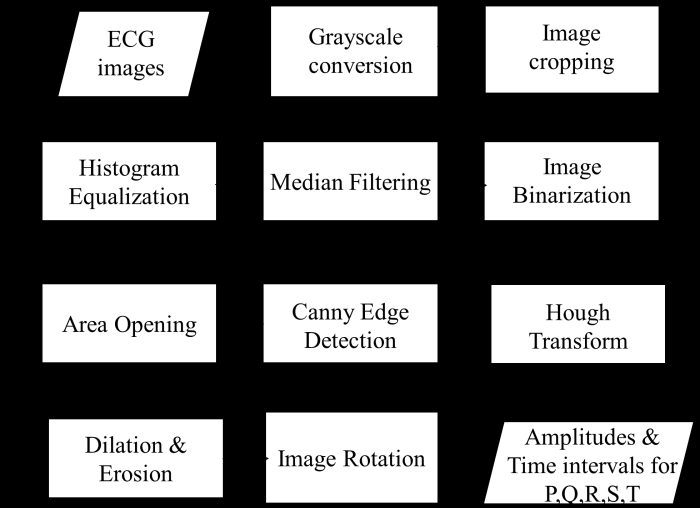 ECG
images
Grayscale
conversion
Image
cropping
Histogram
Equalization
Median Filtering
Image
Binarization
Area Opening
Canny Edge
Detection
Hough
Transform
Dilation &
Erosion
Image Rotation
Amplitudes &
Time intervals for
P,Q,R,S,T